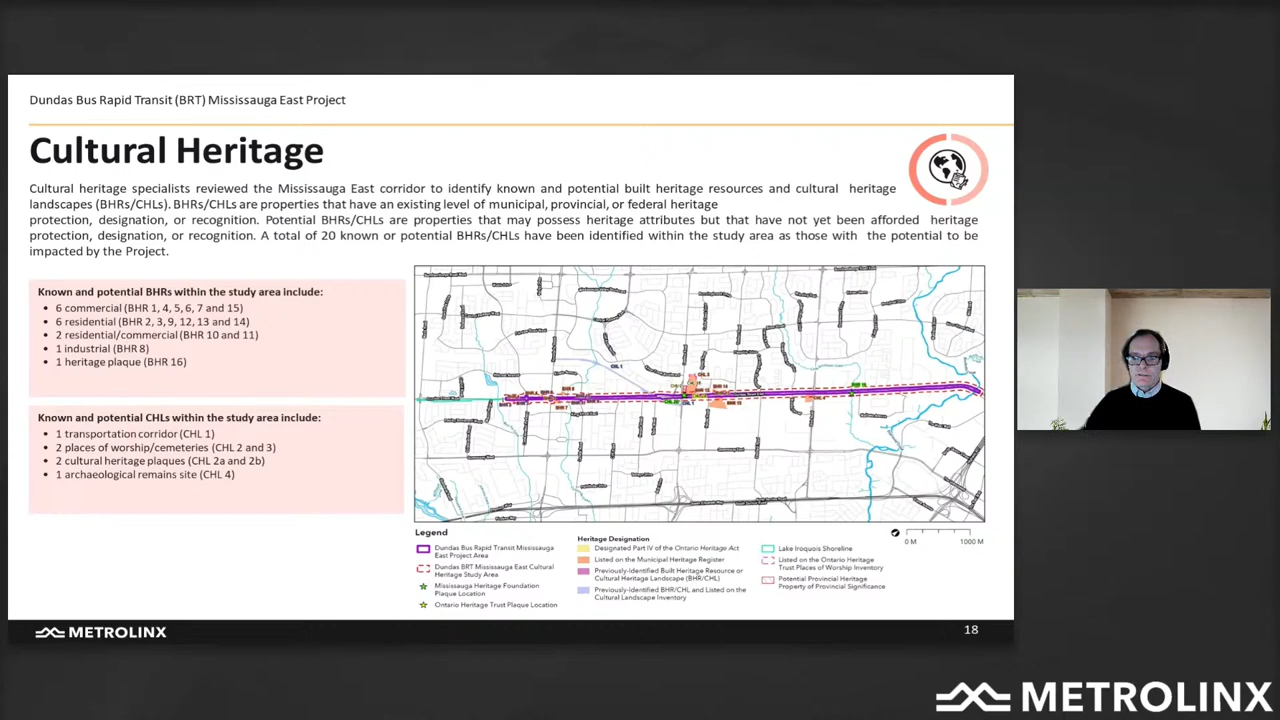 Dundas Bus Rapid Transit (BRT) Mississauga East Project
Cultural Heritage
Cultural heritage specialists reviewed the Mississauga East corridor to identify known and potential built heritage resources and cultural heritage
landscapes (BHRs/CHLs). BHRs/CHLs are properties that have an existing level of municipal, provincial, or federal heritage
protection, designation, or recognition. Potential BHRs/CHLs are properties that may possess heritage attributes but that have not yet been afforded heritage
protection, designation, or recognition. A total of 20 known or potential BHRs/CHLs have been identified within the study area as those with the potential to be
impacted by the Project.
Known and potential BHRs within the study area include:
• 6 commercial (BHR 1, 4, 5, 6, 7 and 15)
• 6 residential (BHR 2, 3, 9, 12, 13 and 14)
• 2 residential/commercial (BHR 10 and 11)
• 1 industrial (BHR 8)
• 1 heritage plaque (BHR 16)
Known and potential CHLs within the study area include:
• 1 transportation corridor (CHL 1)
• 2 places of worship/cemeteries (CHL 2 and 3)
• 2 cultural heritage plaques (CHL 2a and 2b)
• 1 archaeological remains site (CHL 4)
CHL 1
CHL 3
BHR 7
Legend
Dundas Bus Rapid Transit Mississauga
East Project Area
Dundas BRT Mississauga East Cultural
Heritage Study Area
Mississauga Heritage Foundation
Plaque Location
Ontario Heritage Trust Plaque Location
Heritage Designation
Designated Part IV of the Ontario Heritage Act
Listed on the Municipal Heritage Register
Previously-Identified Built Heritage Resource or
Cultural Heritage Landscape (BHR/CHL)
Previously-Identified BHR/CHL and Listed on the
Cultural Landscape Inventory
Lake Iroquois Shoreline
Listed on the Ontario Heritage
Trust Places of Worship Inventory
Potential Provincial Heritage
Property of Provincial Significance
0 M 1000 M
METROLINX
18
METROLINX